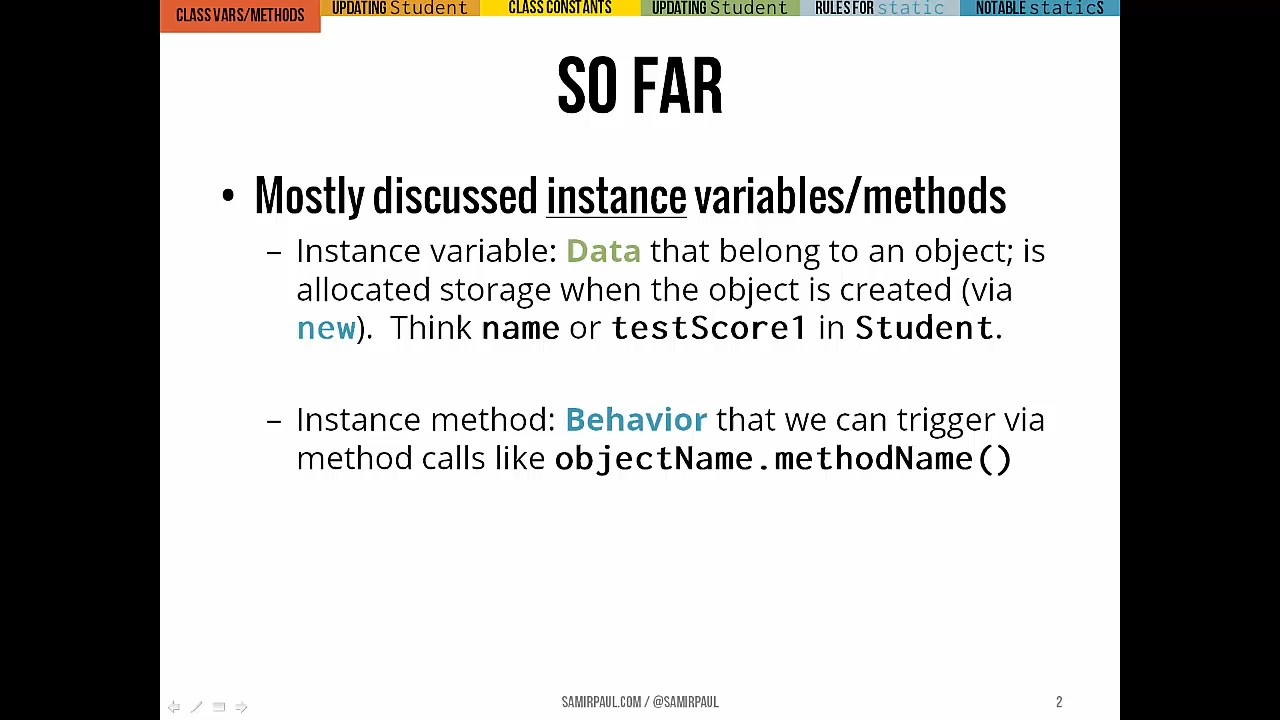 CLASS VARS/METHODS UPDATING Student CLASS CONSTANTS UPDATING Student RULES FOR static NOTABLE staticS
SO FAR
• Mostly discussed instance variables/methods
– Instance variable: Data that belong to an object; is
allocated storage when the object is created (via
new). Think name or testScore1 in Student.
– Instance method: Behavior that we can trigger via
method calls like objectName.methodName()
SAMIRPAUL.COM / @SAMIRPAUL 2